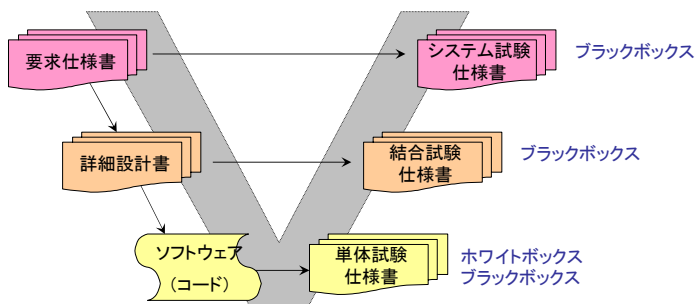 要求仕様書
システム試験
仕様書
ブラックボックス
詳細設計書
結合試験
仕様書
ブラックボックス
ソフトウェア
(コード)
単体試験
仕様書
ホワイトボックス
ブラックボックス